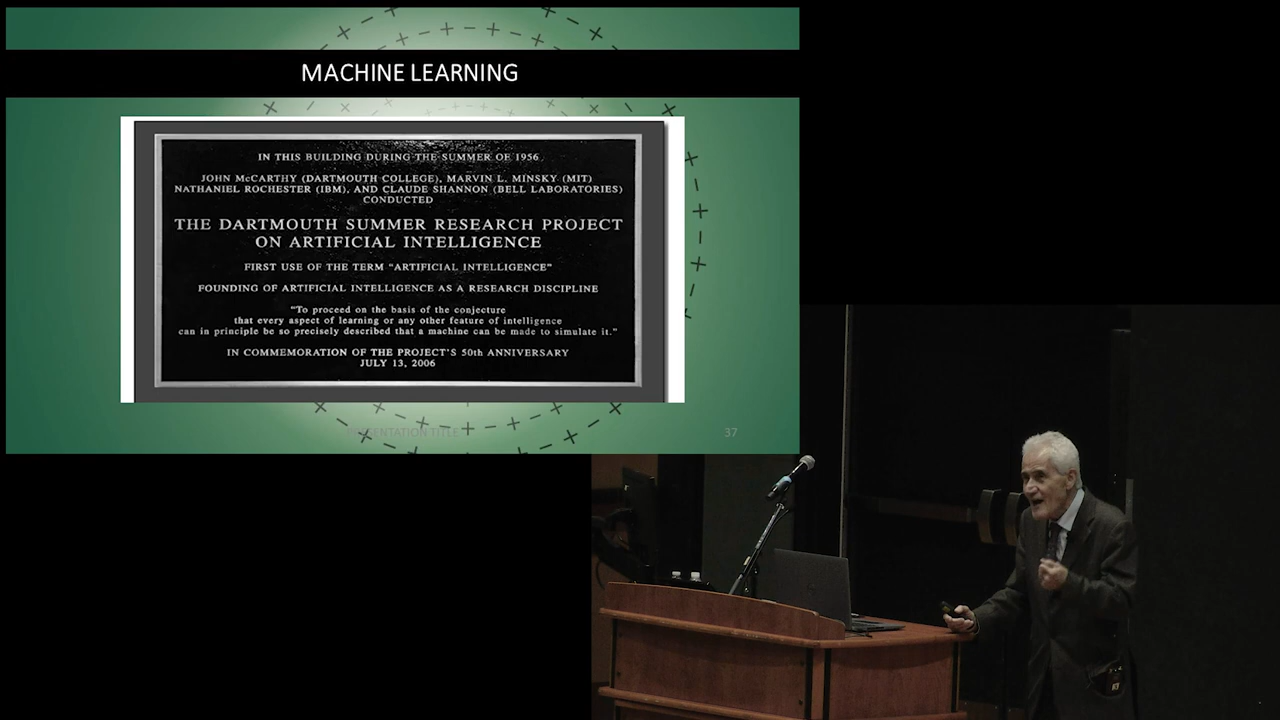 MACHINE LEARNING
IN THIS BUILDING DURING THE SUMMER OF 1956
JOHN McCARTHY (DARTMOUTH COLLEGE), MARVIN L. MINSKY (MIT)
NATHANIEL ROCHESTER (IBM), AND CLAUDE SHANNON (BELL LABORATORIES)
CONDUCTED
THE DARTMOUTH SUMMER RESEARCH PROJECT
ON ARTIFICIAL INTELLIGENCE
FIRST USE OF THE TERM "ARTIFICIAL INTELLIGENCE"
FOUNDING OF ARTIFICIAL INTELLIGENCE AS A RESEARCH DISCIPLINE
"To proceed on the basis of the conjecture
that every aspect of learning or any other feature of intelligence
can in principle be so precisely described that a machine can be made to simulate it."
IN COMMEMORATION OF THE PROJECT'S 50th ANNIVERSARY
JULY 13, 2006
PRESENTATION TITLE
37